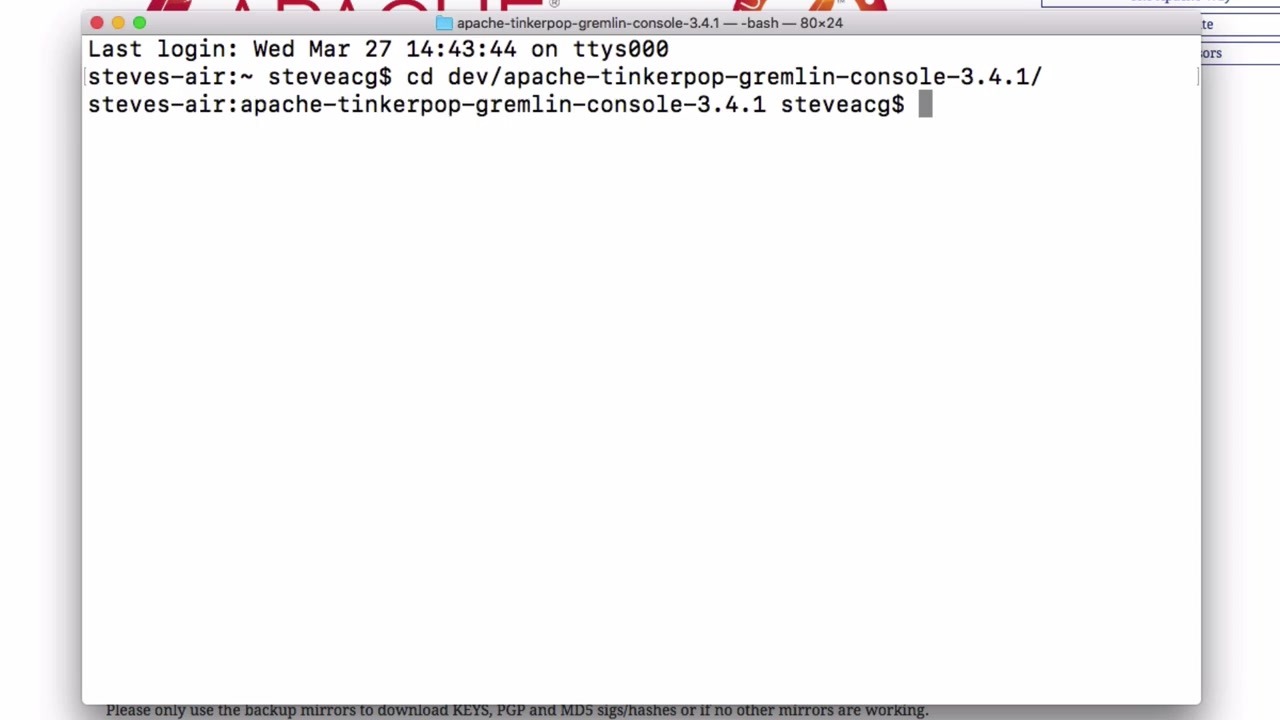 APACHE®
™
apache-tinkerpop-gremlin-console-3.4.1 — -bash — 80×24
Last login: Wed Mar 27 14:43:44 on ttys000
steves-air:~ steveacg$ cd dev/apache-tinkerpop-gremlin-console-3.4.1/
steves-air:apache-tinkerpop-gremlin-console-3.4.1 steveacg$
Please only use the backup mirrors to download KEYS, PGP and MD5 sigs/hashes or if no other mirrors are working.